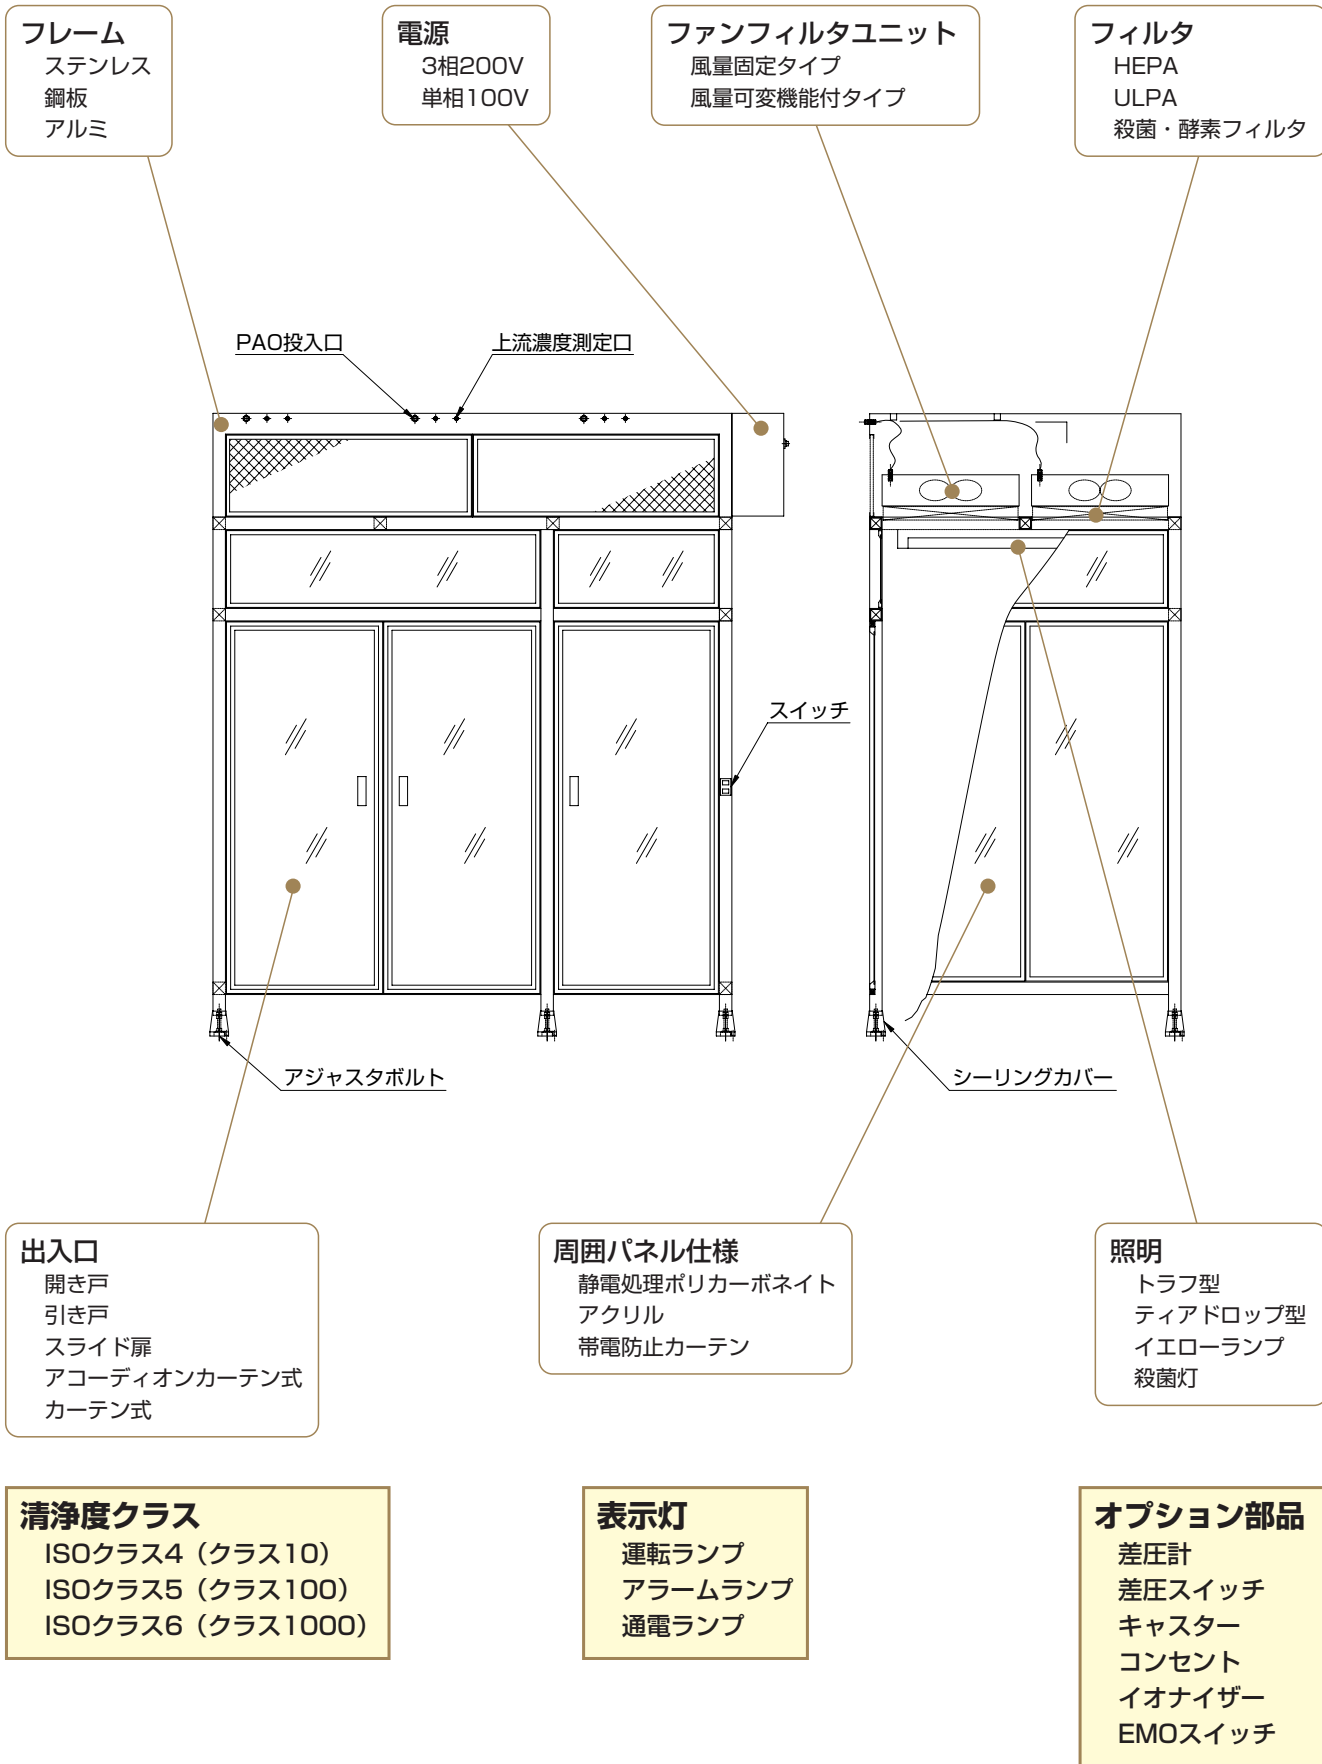 フレーム
ステンレス
鋼板
アルミ
電源
3相200V
単相100V
ファンフィルタユニット
風量固定タイプ
風量可変機能付タイプ
フィルタ
HEPA
ULPA
殺菌・酵素フィルタ
PAO投入口
上流濃度測定口
スイッチ
アジャスタボルト
シーリングカバー
出入口
開き戸
引き戸
スライド扉
アコーディオンカーテン式
カーテン式
周囲パネル仕様
静電処理ポリカーボネイト
アクリル
帯電防止カーテン
照明
トラフ型
ティアドロップ型
イエローランプ
殺菌灯
清浄度クラス
ISOクラス4（クラス10）
ISOクラス5（クラス100）
ISOクラス6（クラス1000）
表示灯
運転ランプ
アラームランプ
通電ランプ
オプション部品
差圧計
差圧スイッチ
キャスター
コンセント
イオナイザー
EMOスイッチ